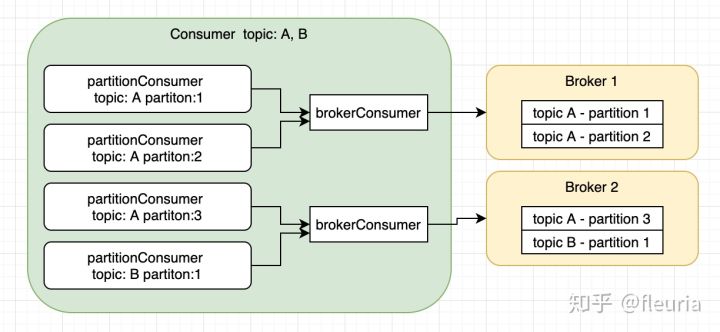 Consumer topic: A, B
partitionConsumer
topic: A partiton:1
partitionConsumer
topic: A partiton:2
partitionConsumer
topic: A partiton:3
partitionConsumer
topic: B partiton:1
brokerConsumer
brokerConsumer
Broker 1
topic A - partition 1
topic A - partition 2
Broker 2
topic A - partition 3
topic B - partition 1
知乎 @fleuria